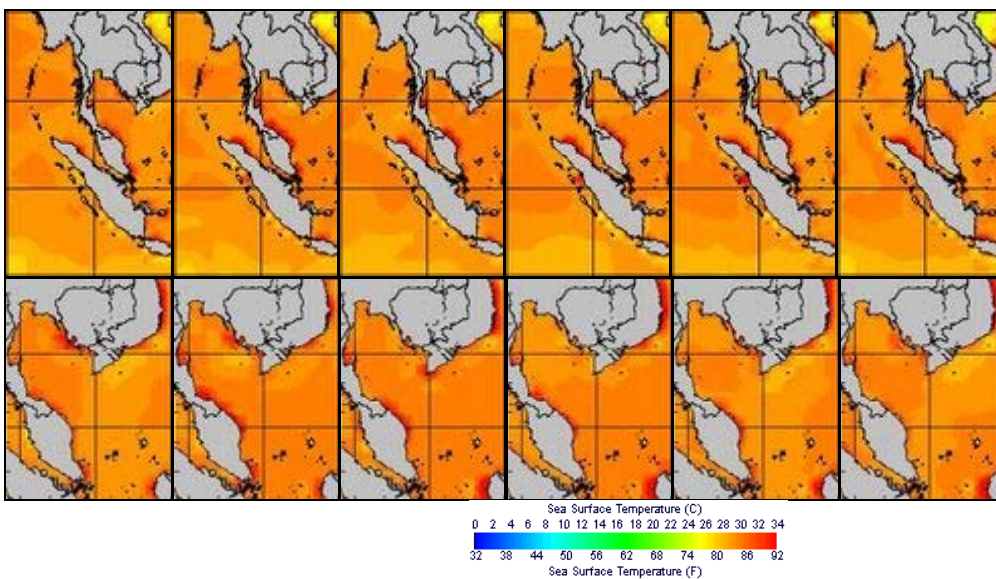 Sea Surface Temperature (C)
0 2 4 6 8 10 12 14 16 18 20 22 24 26 28 30 32 34
32 38 44 50 56 62 68 74 80 86 92
Sea Surface Temperature (F)